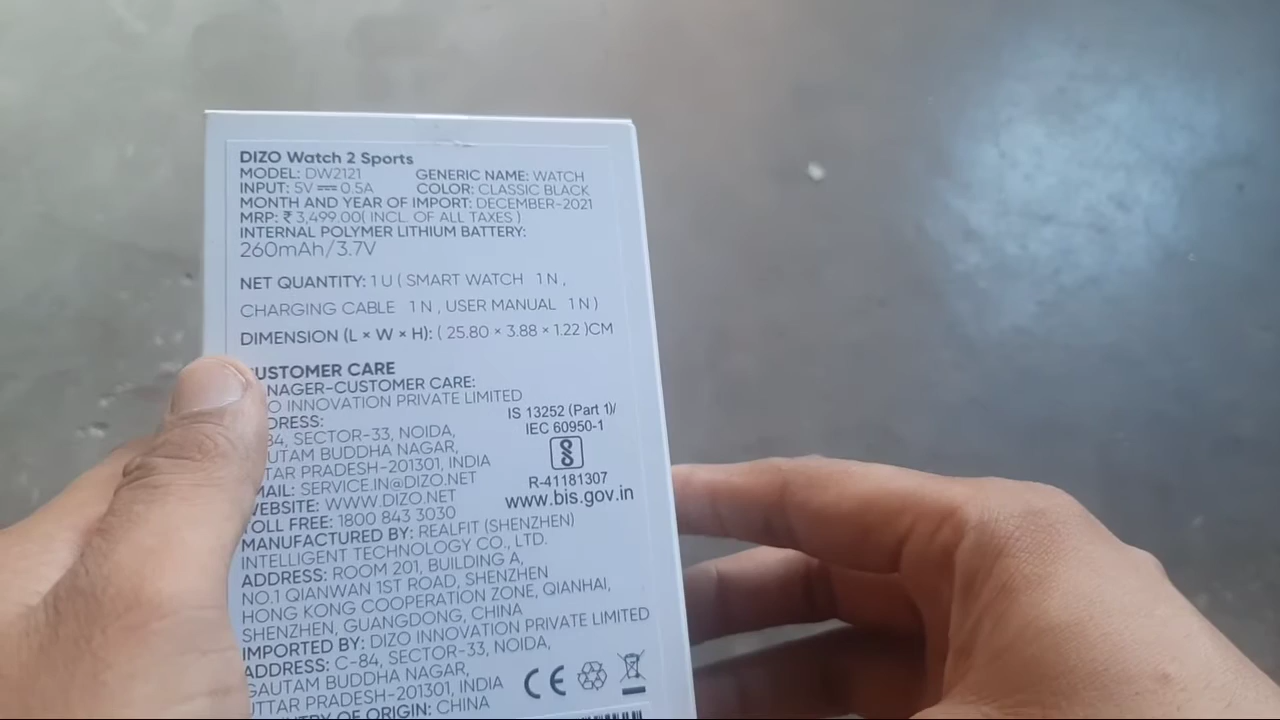 DIZO Watch 2 Sports
MODEL: DW2121 GENERIC NAME: WATCH
INPUT: 5V⎓0.5A COLOR: CLASSIC BLACK
MONTH AND YEAR OF IMPORT: DECEMBER-2021
MRP: ₹ 3,499.00( INCL. OF ALL TAXES )
INTERNAL POLYMER LITHIUM BATTERY:
260mAh/3.7V
NET QUANTITY: 1 U ( SMART WATCH 1 N ,
CHARGING CABLE 1 N , USER MANUAL 1 N )
DIMENSION (L × W × H): ( 25.80 × 3.88 × 1.22 )CM
USTOMER CARE
NAGER-CUSTOMER CARE:
ZO INNOVATION PRIVATE LIMITED
DRESS:
84, SECTOR-33, NOIDA,
AUTAM BUDDHA NAGAR,
TTAR PRADESH-201301, INDIA
MAIL: SERVICE.IN@DIZO.NET
WEBSITE: WWW.DIZO.NET
TOLL FREE: 1800 843 3030
IS 13252 (Part 1)/
IEC 60950-1
R-41181307
www.bis.gov.in
MANUFACTURED BY: REALFIT (SHENZHEN)
INTELLIGENT TECHNOLOGY CO., LTD.
ADDRESS: ROOM 201, BUILDING A,
NO.1 QIANWAN 1ST ROAD, SHENZHEN
HONG KONG COOPERATION ZONE, QIANHAI,
SHENZHEN, GUANGDONG, CHINA
IMPORTED BY: DIZO INNOVATION PRIVATE LIMITED
ADDRESS: C-84, SECTOR-33, NOIDA,
GAUTAM BUDDHA NAGAR,
UTTAR PRADESH-201301, INDIA
COUNTRY OF ORIGIN: CHINA
CE